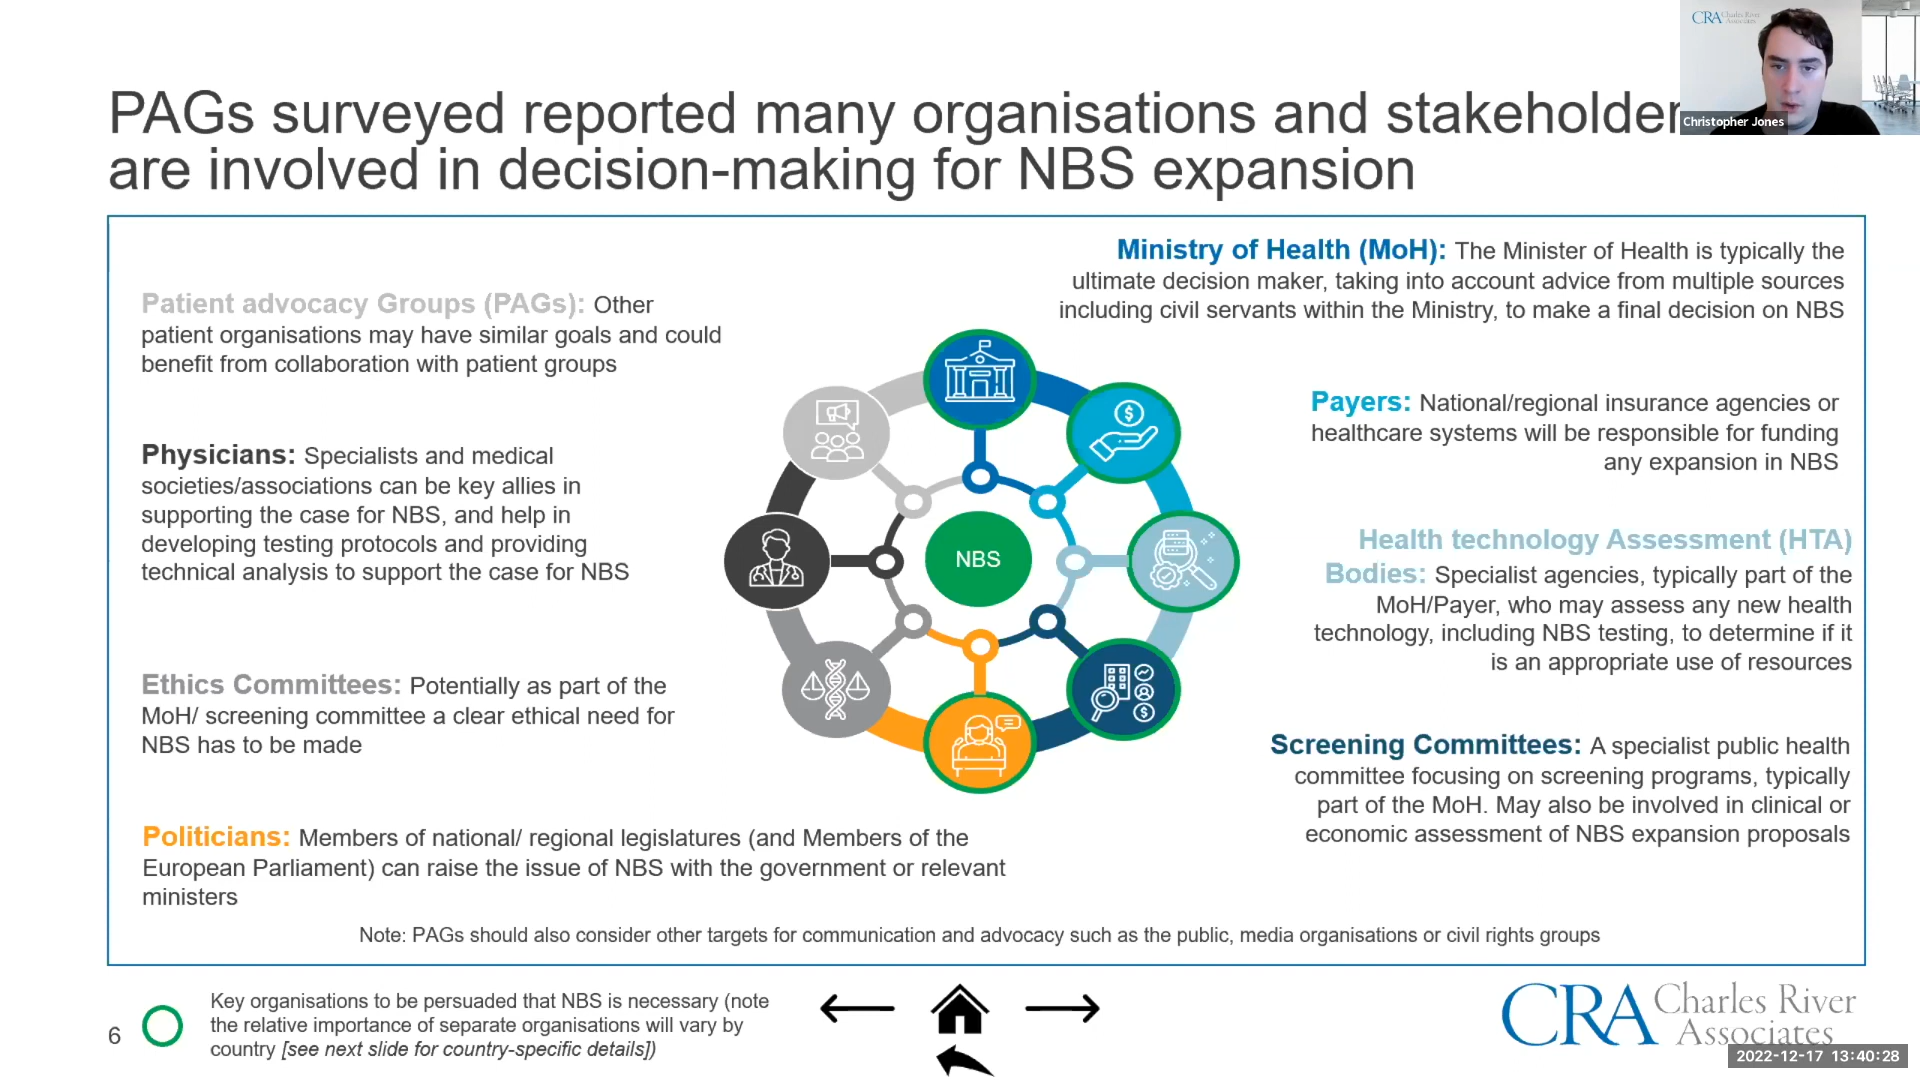 CRA Charles River
Associates
Christopher Jones
PAGs surveyed reported many organisations and stakeholder
are involved in decision-making for NBS expansion
Patient advocacy Groups (PAGs): Other
patient organisations may have similar goals and could
benefit from collaboration with patient groups
Physicians: Specialists and medical
societies/associations can be key allies in
supporting the case for NBS, and help in
developing testing protocols and providing
technical analysis to support the case for NBS
Ethics Committees: Potentially as part of the
MoH/ screening committee a clear ethical need for
NBS has to be made
Politicians: Members of national/ regional legislatures (and Members of the
European Parliament) can raise the issue of NBS with the government or relevant
ministers
NBS
Ministry of Health (MoH): The Minister of Health is typically the
ultimate decision maker, taking into account advice from multiple sources
including civil servants within the Ministry, to make a final decision on NBS
Payers: National/regional insurance agencies or
healthcare systems will be responsible for funding
any expansion in NBS
Health technology Assessment (HTA)
Bodies: Specialist agencies, typically part of the
MoH/Payer, who may assess any new health
technology, including NBS testing, to determine if it
is an appropriate use of resources
Screening Committees: A specialist public health
committee focusing on screening programs, typically
part of the MoH. May also be involved in clinical or
economic assessment of NBS expansion proposals
Note: PAGs should also consider other targets for communication and advocacy such as the public, media organisations or civil rights groups
6
Key organisations to be persuaded that NBS is necessary (note
the relative importance of separate organisations will vary by
country [see next slide for country-specific details])
CRA Charles River
Associates
2022-12-17 13:40:28